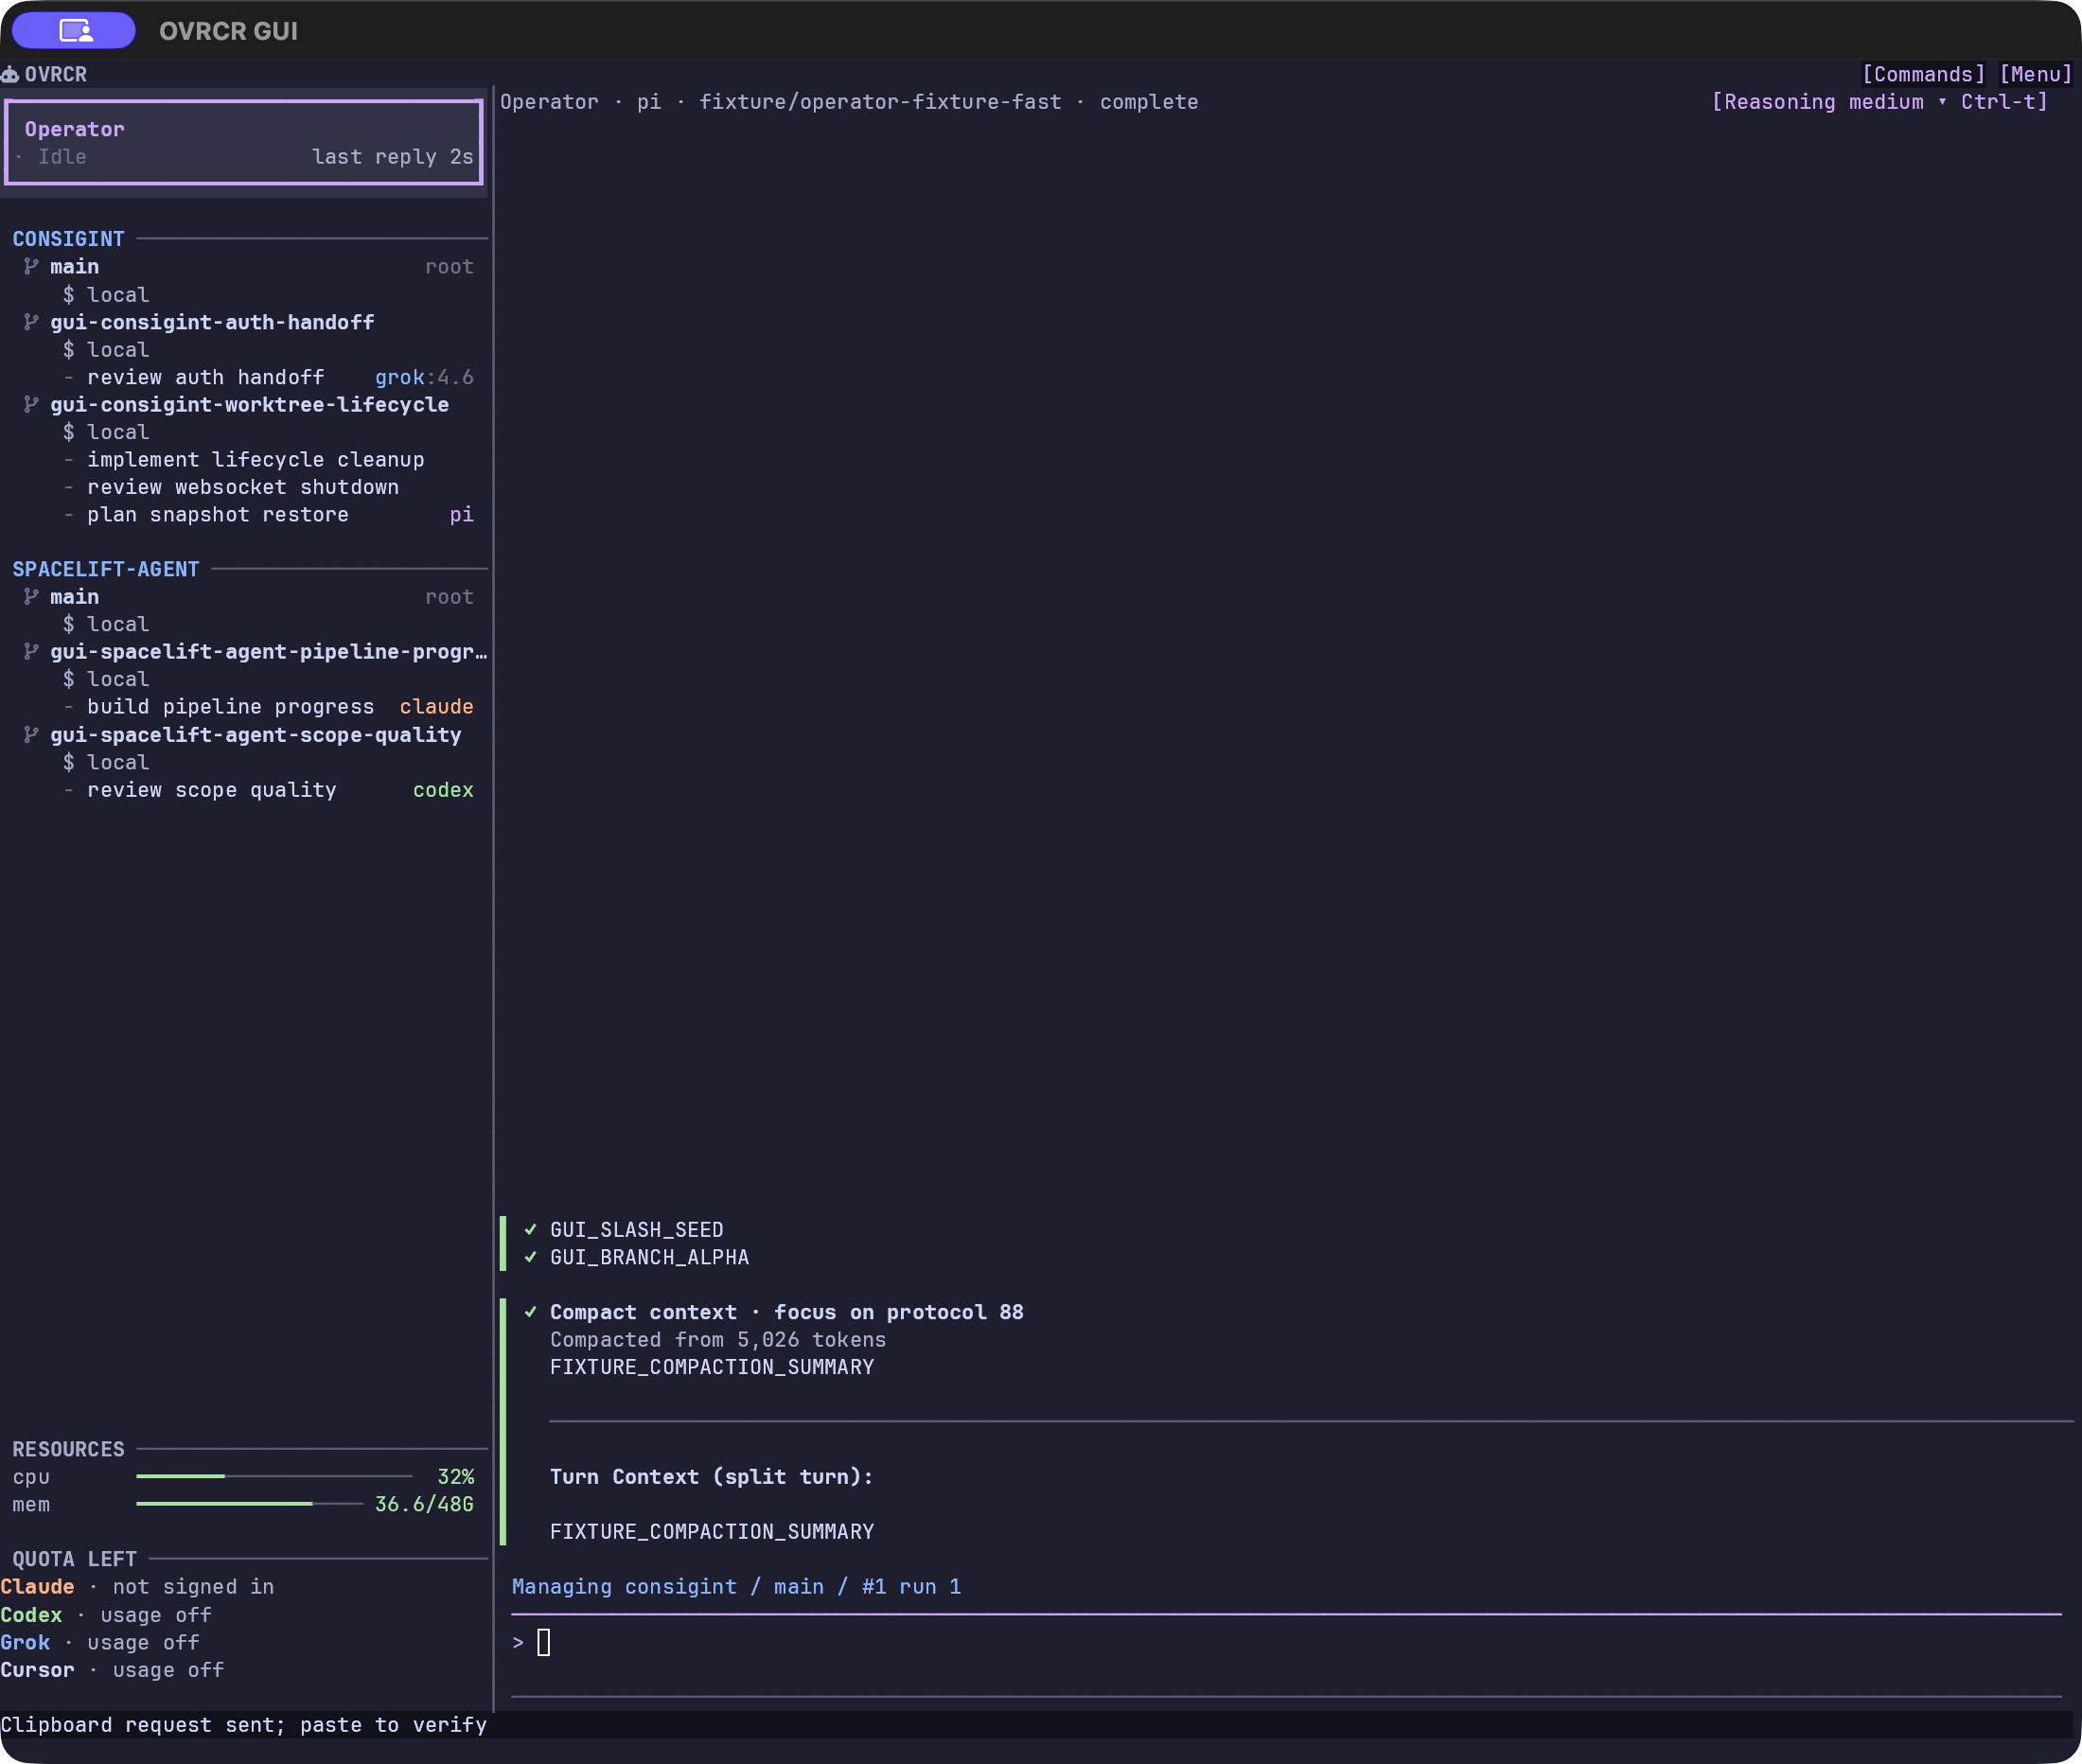 OVRCR GUI
OVRCR
[Commands] [Menu]
Operator
· Idle last reply 2s
CONSIGINT
main root
$ local
gui-consigint-auth-handoff
$ local
- review auth handoff grok:4.6
gui-consigint-worktree-lifecycle
$ local
- implement lifecycle cleanup
- review websocket shutdown
- plan snapshot restore pi
SPACELIFT-AGENT
main root
$ local
gui-spacelift-agent-pipeline-progr…
$ local
- build pipeline progress claude
gui-spacelift-agent-scope-quality
$ local
- review scope quality codex
RESOURCES
cpu 32%
mem 36.6/48G
QUOTA LEFT
Claude · not signed in
Codex · usage off
Grok · usage off
Cursor · usage off
Operator · pi · fixture/operator-fixture-fast · complete [Reasoning medium ▾ Ctrl-t]
✓ GUI_SLASH_SEED
✓ GUI_BRANCH_ALPHA
✓ Compact context · focus on protocol 88
Compacted from 5,026 tokens
FIXTURE_COMPACTION_SUMMARY
Turn Context (split turn):
FIXTURE_COMPACTION_SUMMARY
Managing consigint / main / #1 run 1
>
Clipboard request sent; paste to verify